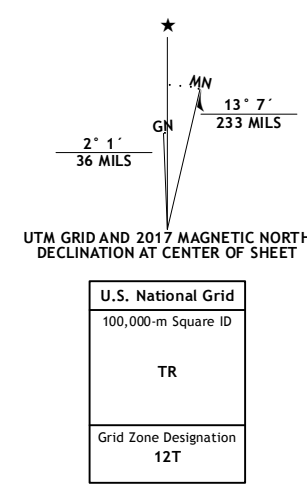 ★
MN
GN
13° 7´
233 MILS
2° 1´
36 MILS
UTM GRID AND 2017 MAGNETIC NORTH
DECLINATION AT CENTER OF SHEET
U.S. National Grid
100,000-m Square ID
TR
Grid Zone Designation
12T